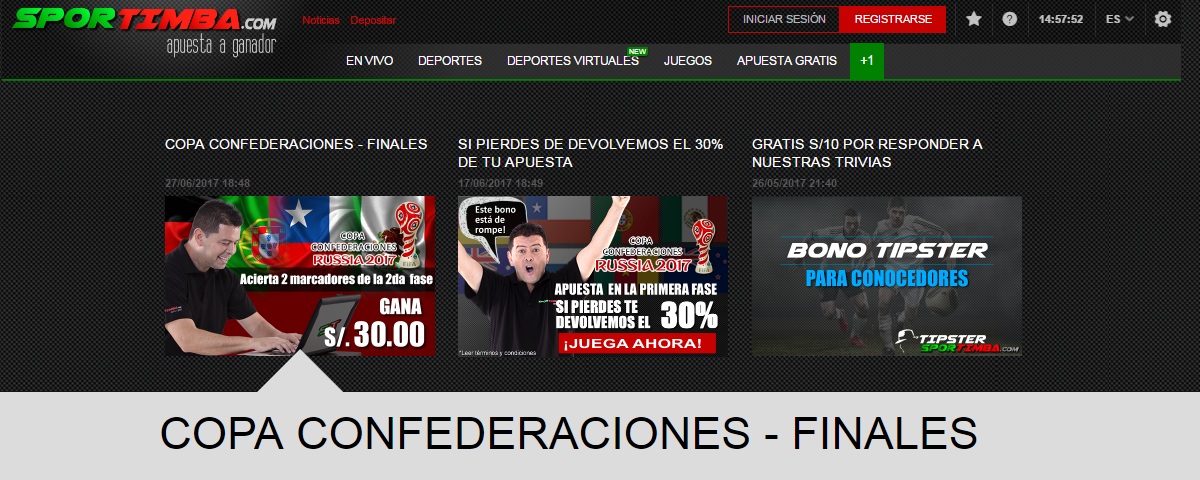 SPORTIMBA.COM
apuesta a ganador
Noticias Depositar
INICIAR SESIÓN REGISTRARSE 14:57:52 ES
EN VIVO DEPORTES DEPORTES VIRTUALES NEW JUEGOS APUESTA GRATIS +1
COPA CONFEDERACIONES - FINALES
27/06/2017 18:48
COPA
CONFEDERACIONES
RUSSIA 2017
Acierta 2 marcadores de la 2da fase
GANA
S/. 30.00
SI PIERDES DE DEVOLVEMOS EL 30%
DE TU APUESTA
17/06/2017 18:49
Este bono
está de
rompe!
COPA
CONFEDERACIONES
RUSSIA 2017
APUESTA EN LA PRIMERA FASE
SI PIERDES TE
DEVOLVEMOS EL 30%
¡JUEGA AHORA!
*Leer términos y condiciones
GRATIS S/10 POR RESPONDER A
NUESTRAS TRIVIAS
26/05/2017 21:40
BONO TIPSTER
PARA CONOCEDORES
TIPSTER
SPORTIMBA.COM
COPA CONFEDERACIONES - FINALES